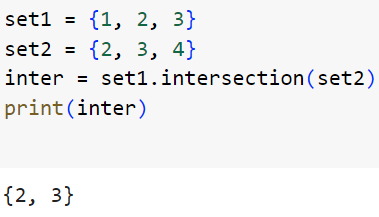 set1 = {1, 2, 3}
set2 = {2, 3, 4}
inter = set1.intersection(set2)
print(inter)
{2, 3}